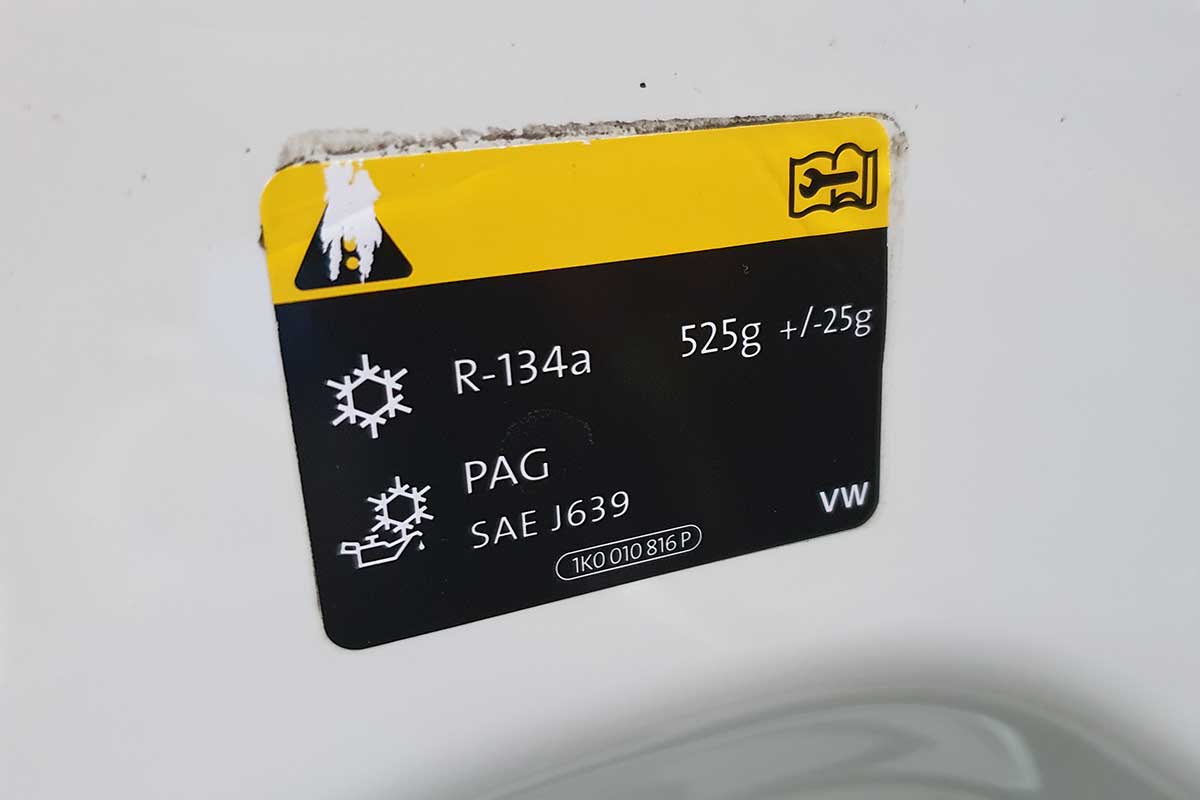 R-134a 525g +/-25g
PAG
SAE J639
VW
1K0 010 816 P